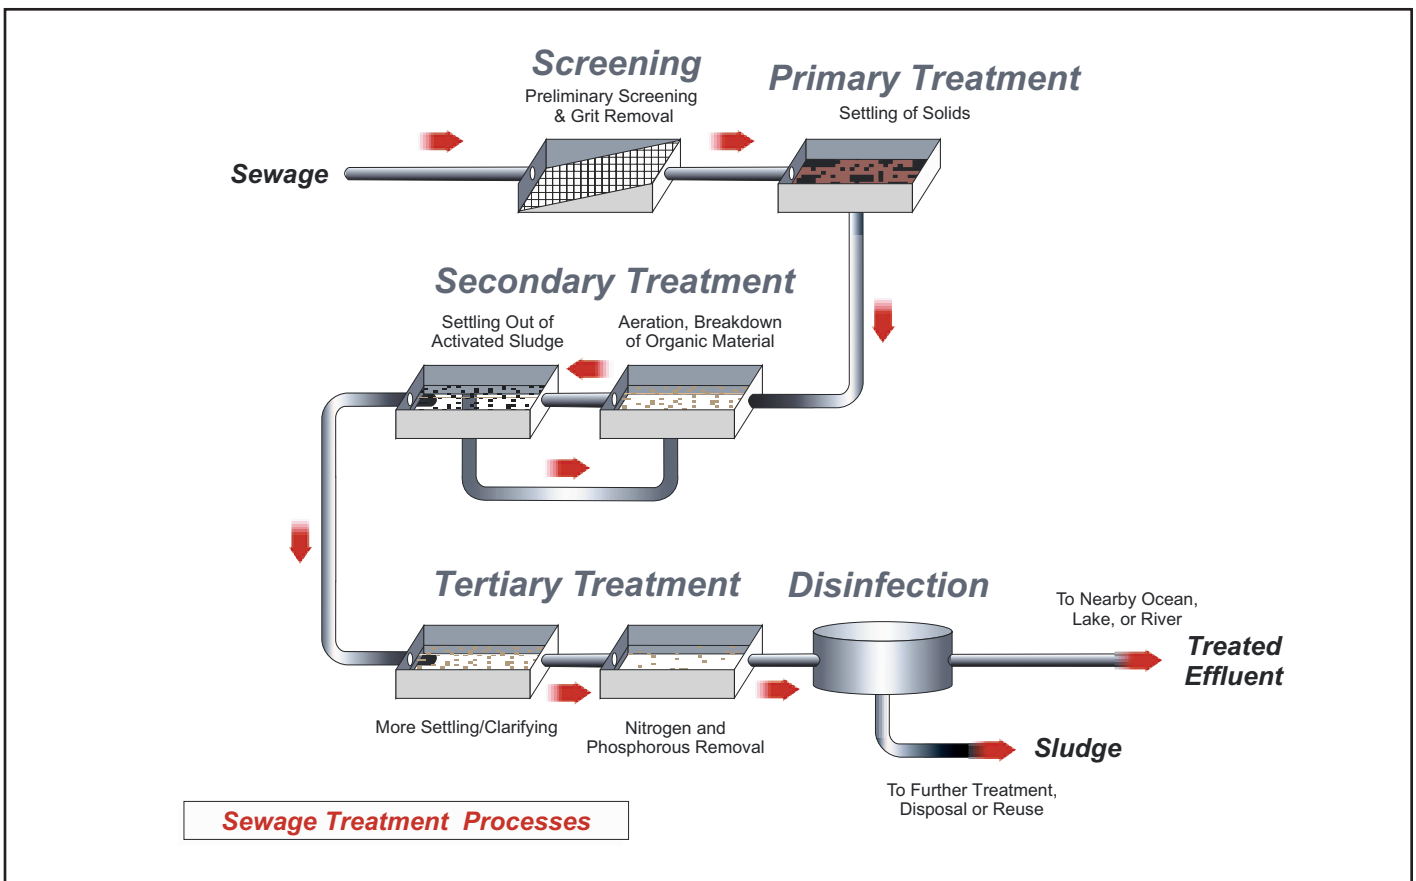 Screening
Preliminary Screening
& Grit Removal
Primary Treatment
Settling of Solids
Sewage
Secondary Treatment
Settling Out of
Activated Sludge
Aeration, Breakdown
of Organic Material
Tertiary Treatment
More Settling/Clarifying
Nitrogen and
Phosphorous Removal
Disinfection
To Nearby Ocean,
Lake, or River
Treated
Effluent
Sludge
To Further Treatment,
Disposal or Reuse
Sewage Treatment Processes